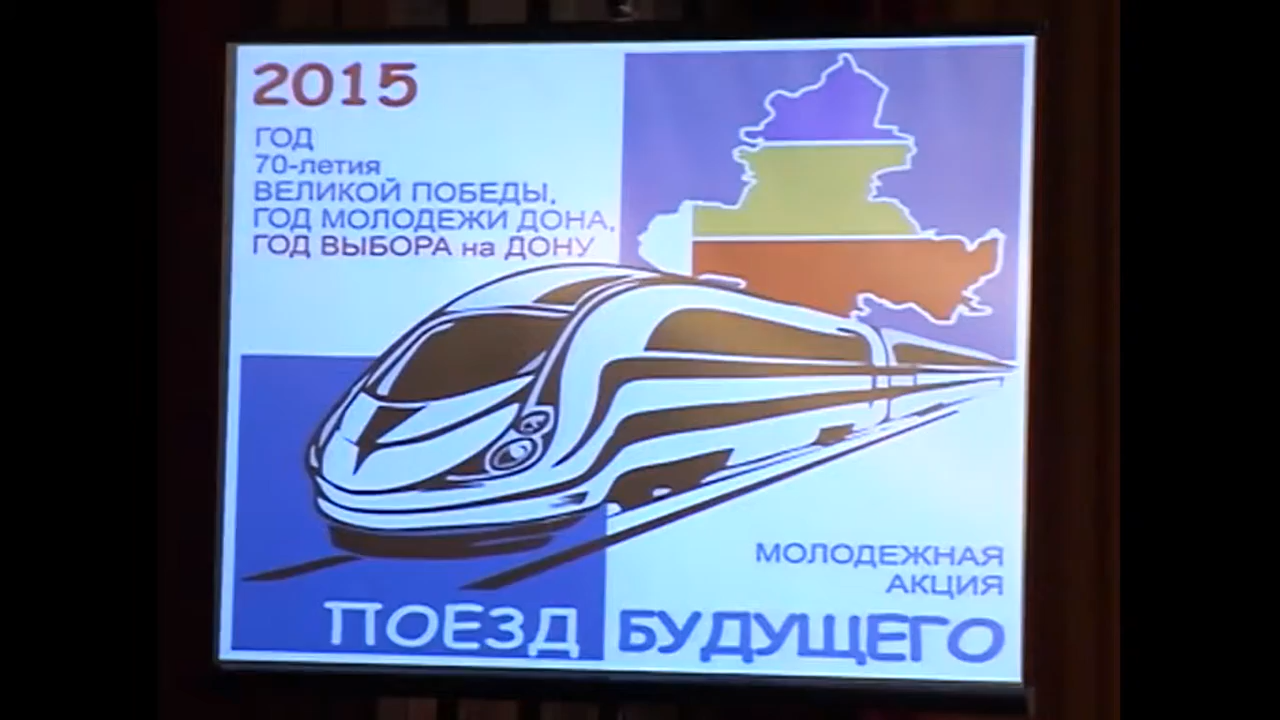 2015
ГОД
70-летия
ВЕЛИКОЙ ПОБЕДЫ,
ГОД МОЛОДЕЖИ ДОНА,
ГОД ВЫБОРА на ДОНУ
МОЛОДЕЖНАЯ
АКЦИЯ
ПОЕЗД БУДУЩЕГО